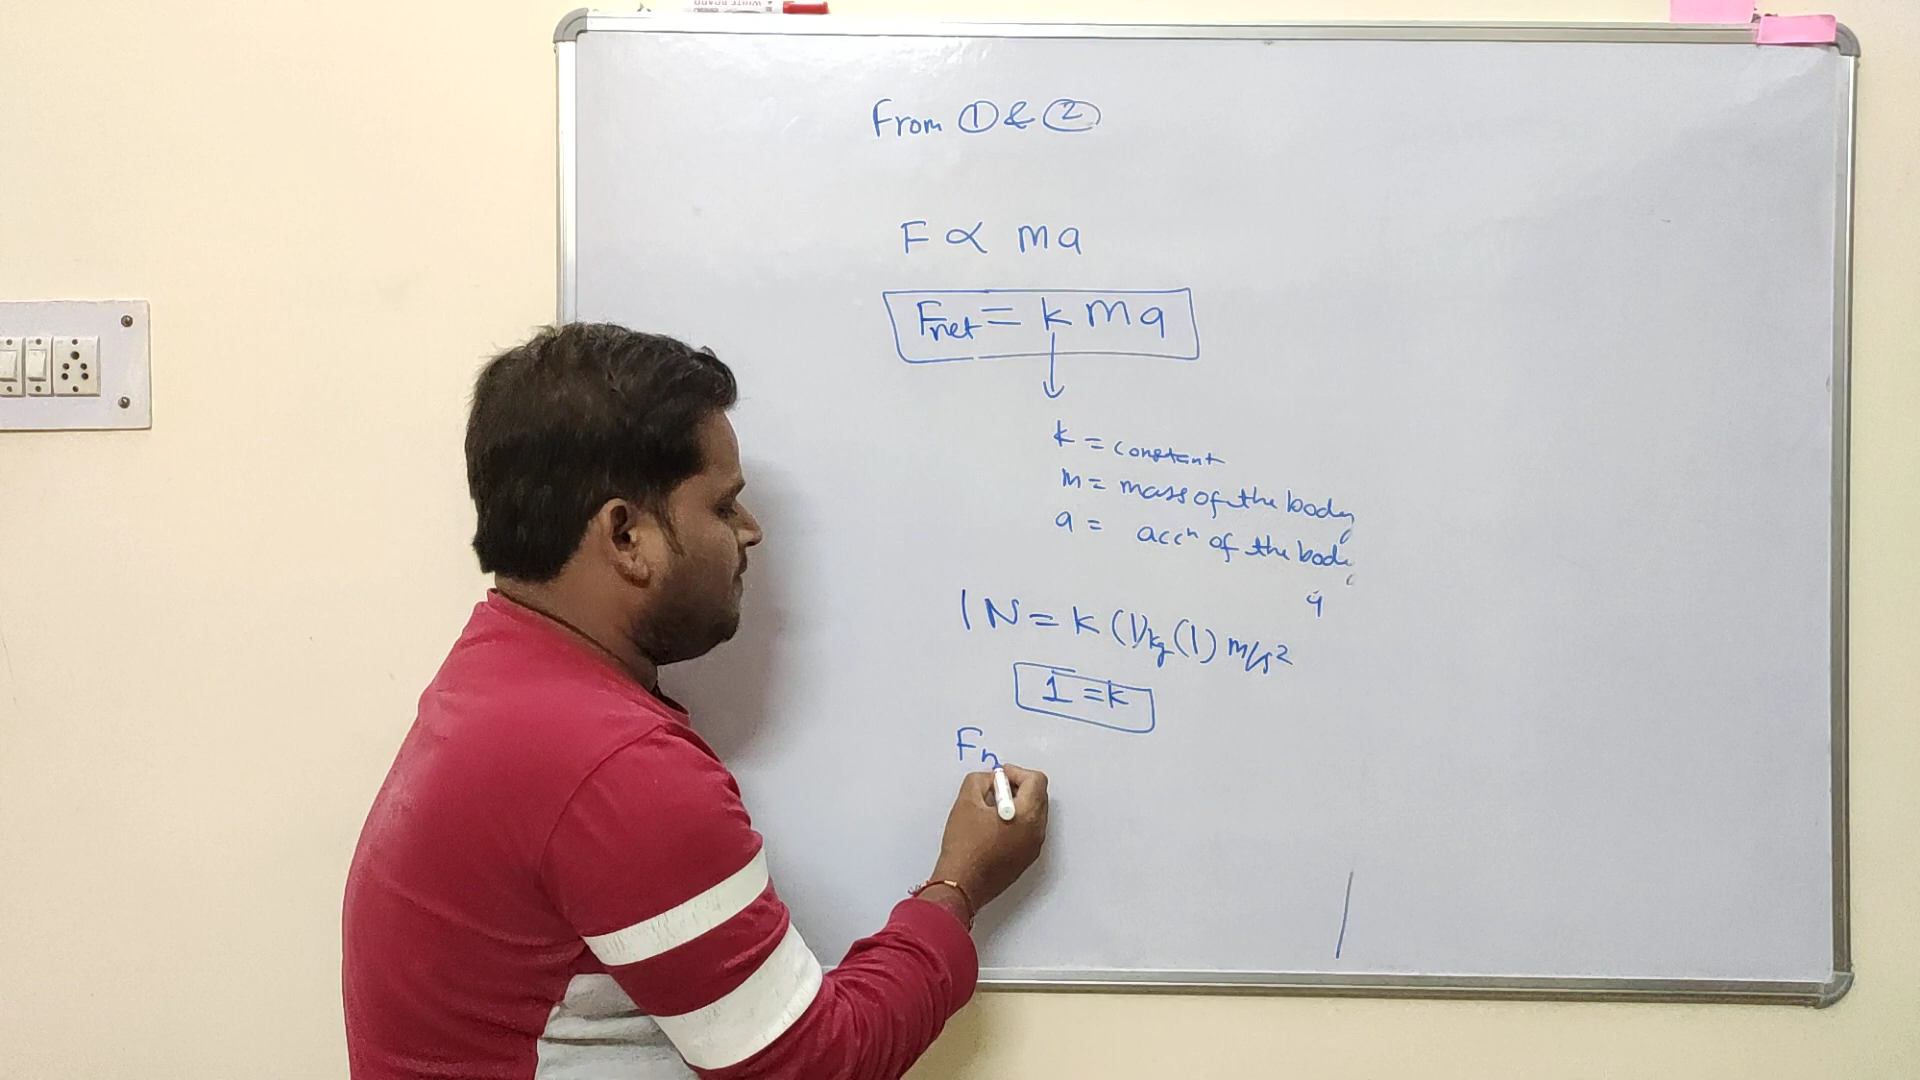 From ① & ②
F ∝ ma
Fnet = k ma
k = constant
m = mass of the body
a = accⁿ of the body
1 N = k (1)kg (1) m/s²
1 = k
Fn